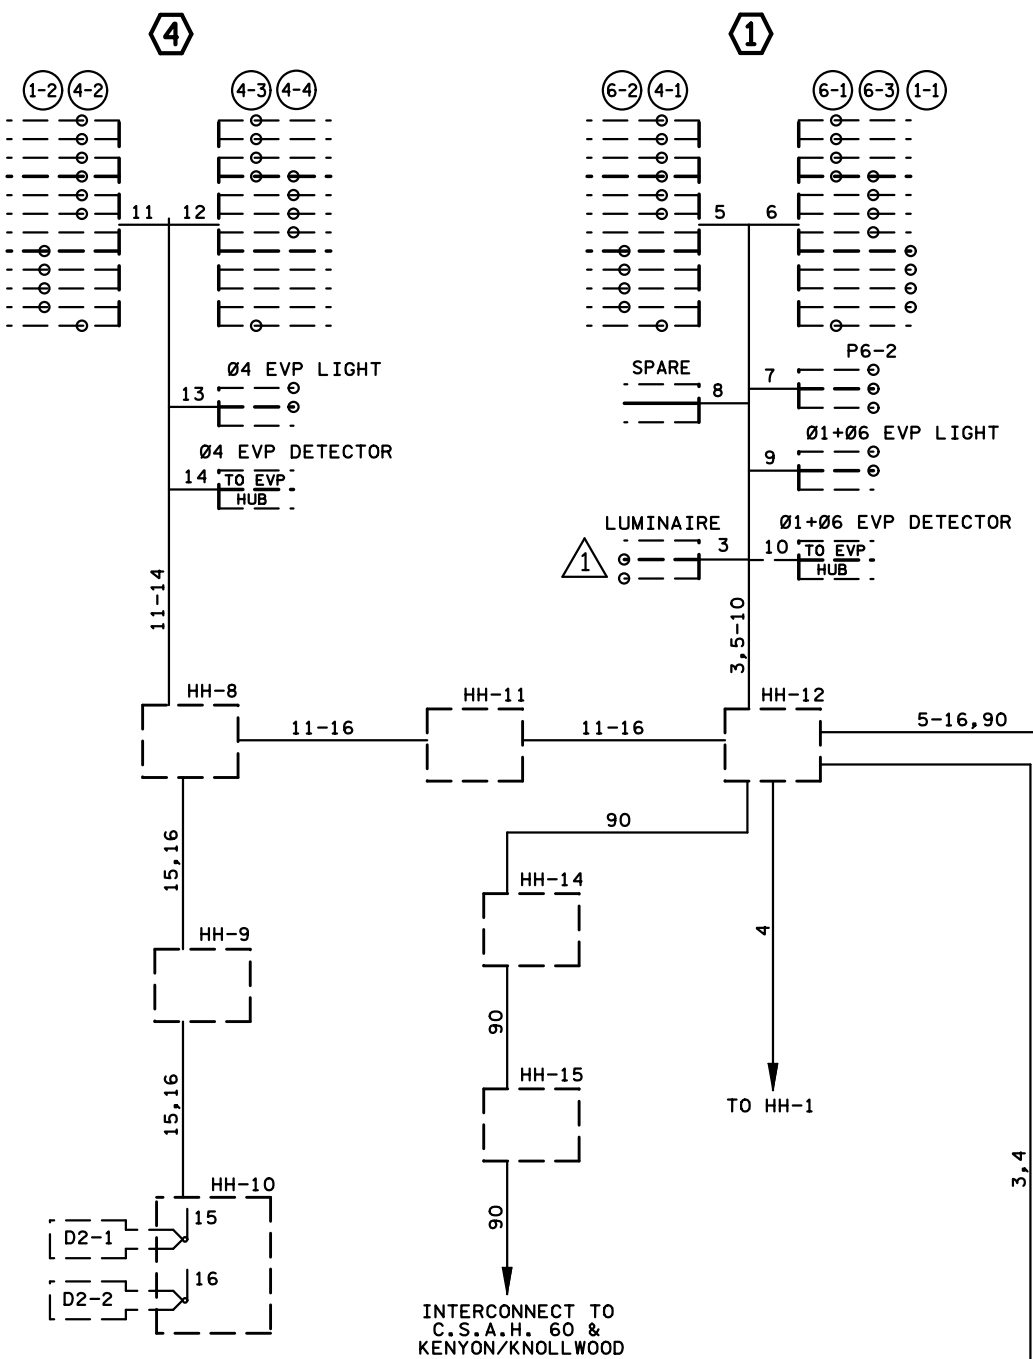 4
1
1-2 4-2 4-3 4-4
6-2 4-1 6-1 6-3 1-1
11 12
5 6
Ø4 EVP LIGHT
13
Ø4 EVP DETECTOR
14
TO EVP
HUB
SPARE
8
P6-2
7
Ø1+Ø6 EVP LIGHT
9
LUMINAIRE
1
3
Ø1+Ø6 EVP DETECTOR
10
TO EVP
HUB
11-14
3,5-10
HH-8
HH-11
HH-12
11-16
11-16
5-16,90
90
15,16
HH-14
4
HH-9
90
HH-15
TO HH-1
15,16
3,4
HH-10
15
D2-1
90
16
D2-2
INTERCONNECT TO
C.S.A.H. 60 &
KENYON/KNOLLWOOD